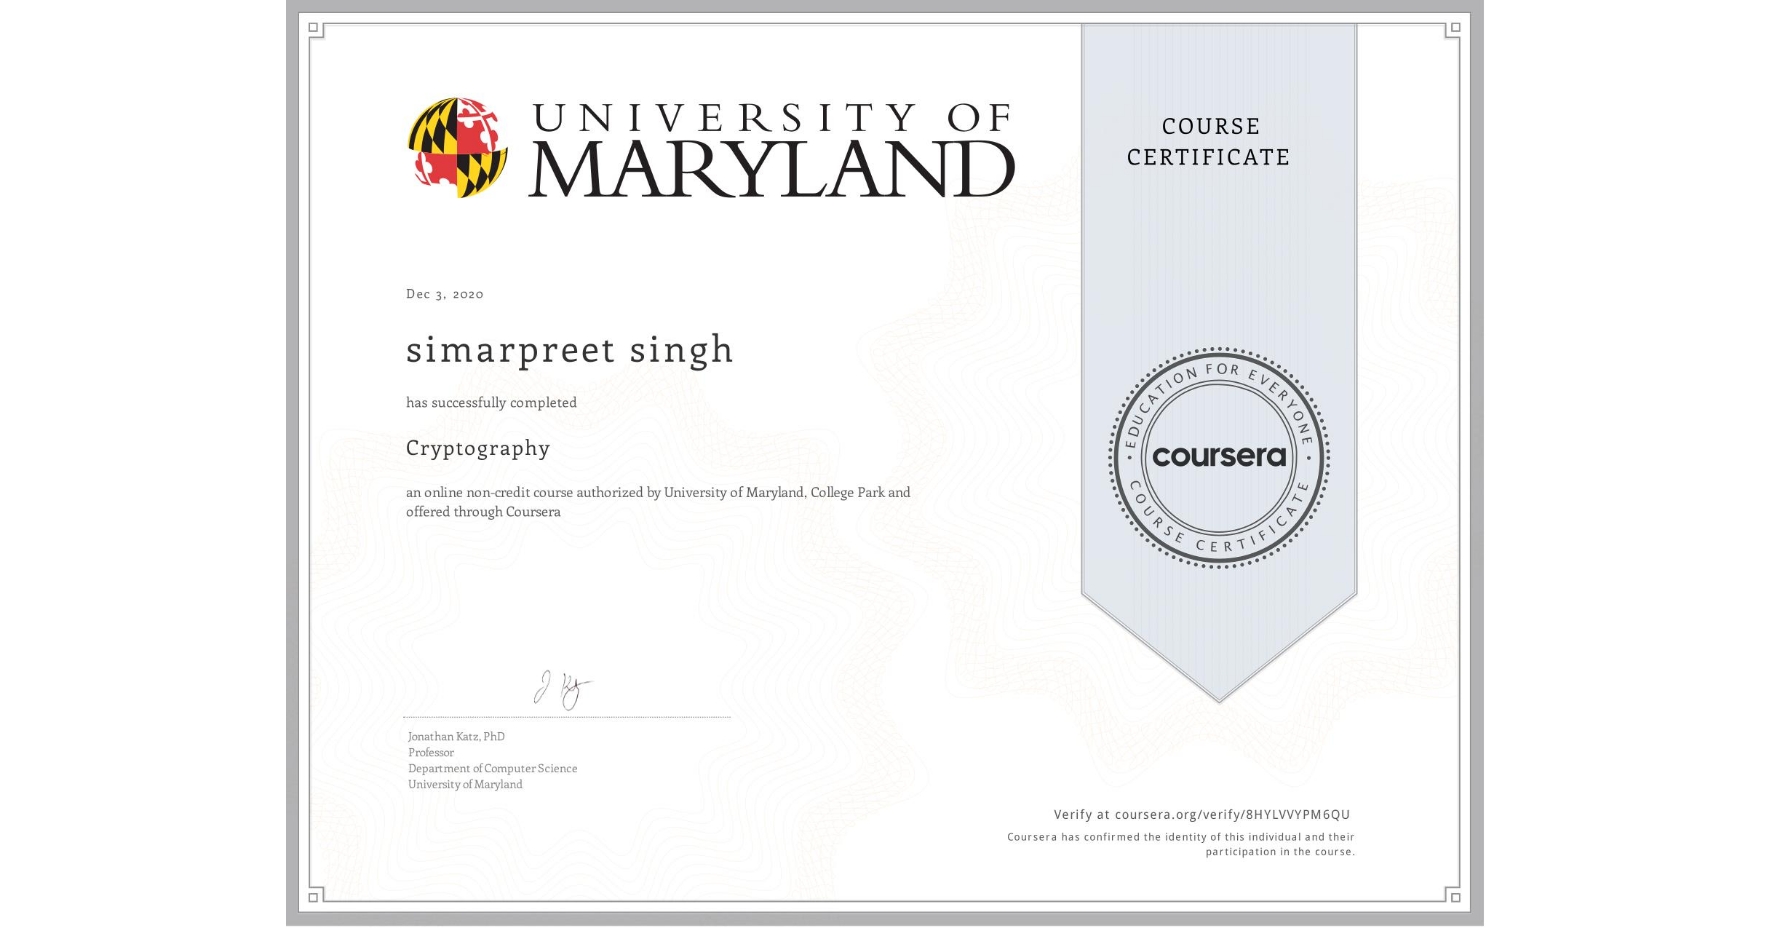 UNIVERSITY OF
MARYLAND
COURSE
CERTIFICATE
Dec 3, 2020
simarpreet singh
has successfully completed
Cryptography
an online non-credit course authorized by University of Maryland, College Park and
offered through Coursera
EDUCATION FOR EVERYONE
coursera
COURSE CERTIFICATE
Jonathan Katz, PhD
Professor
Department of Computer Science
University of Maryland
Verify at coursera.org/verify/8HYLVVYPM6QU
Coursera has confirmed the identity of this individual and their
participation in the course.